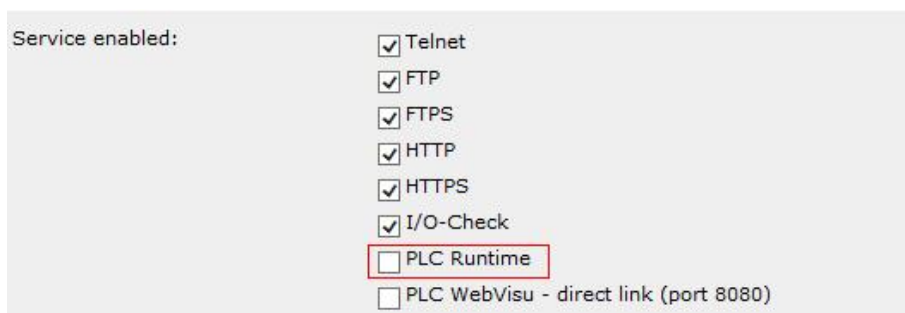 Service enabled: Telnet
FTP
FTPS
HTTP
HTTPS
I/O-Check
PLC Runtime
PLC WebVisu - direct link (port 8080)